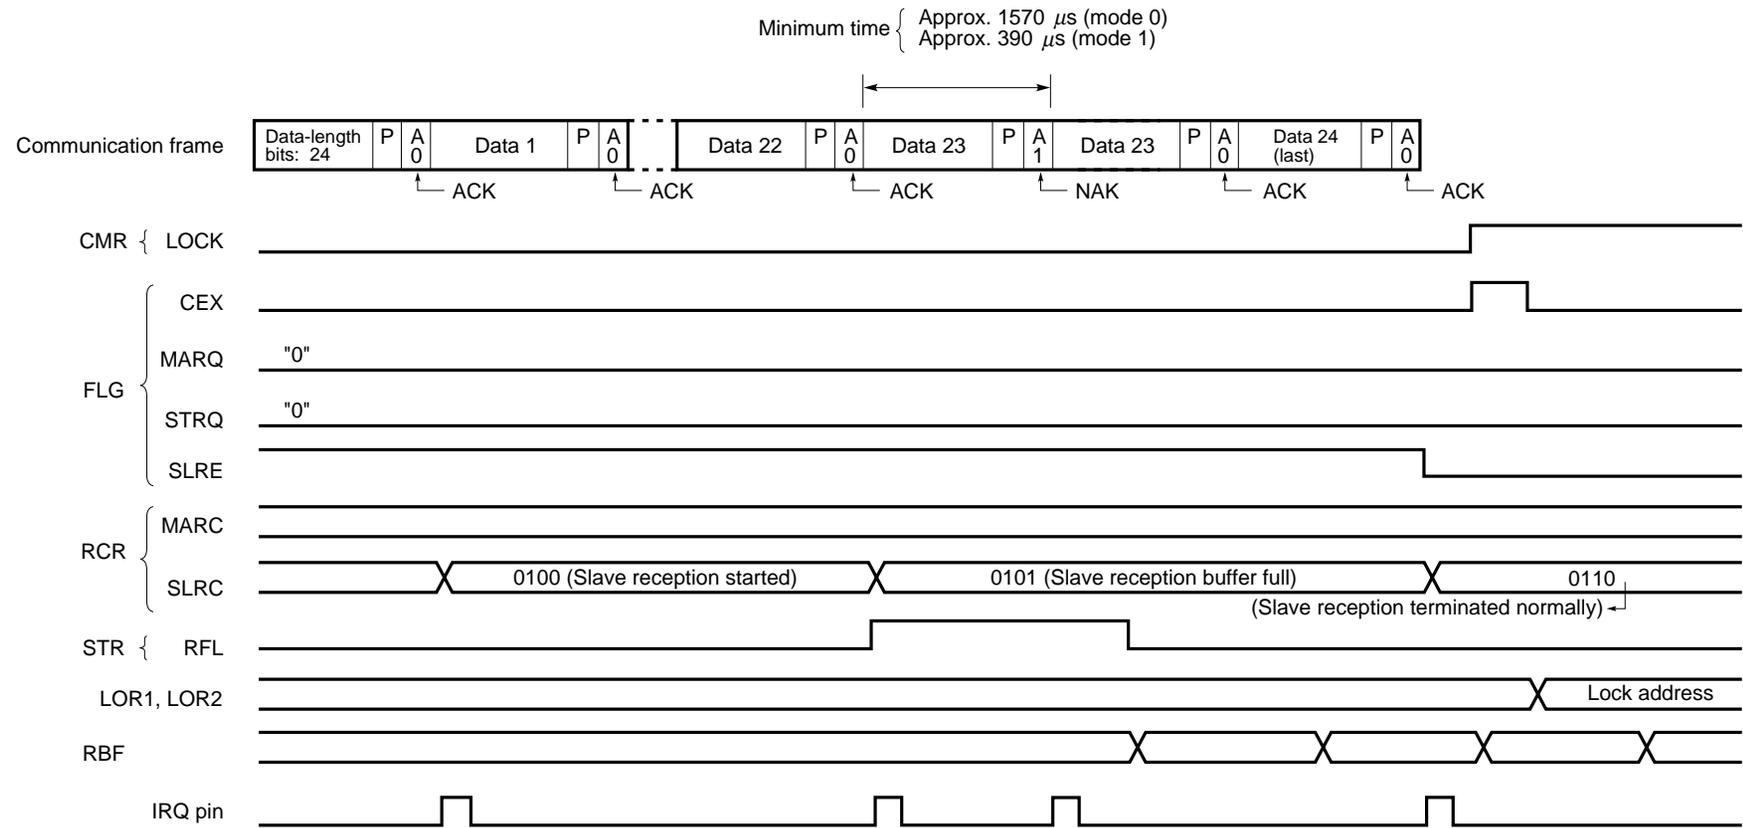 Minimum time
Approx. 1570 μs (mode 0)
Approx. 390 μs (mode 1)
Communication frame
Data-length
bits: 24
P
A
0
Data 1
P
A
0
Data 22
P
A
0
Data 23
P
A
1
Data 23
P
A
0
Data 24
(last)
P
A
0
ACK
ACK
ACK
NAK
ACK
ACK
CMR
LOCK
FLG
CEX
MARQ
"0"
STRQ
"0"
SLRE
RCR
MARC
SLRC
0100 (Slave reception started)
0101 (Slave reception buffer full)
0110
(Slave reception terminated normally)
STR
RFL
LOR1, LOR2
Lock address
RBF
IRQ pin